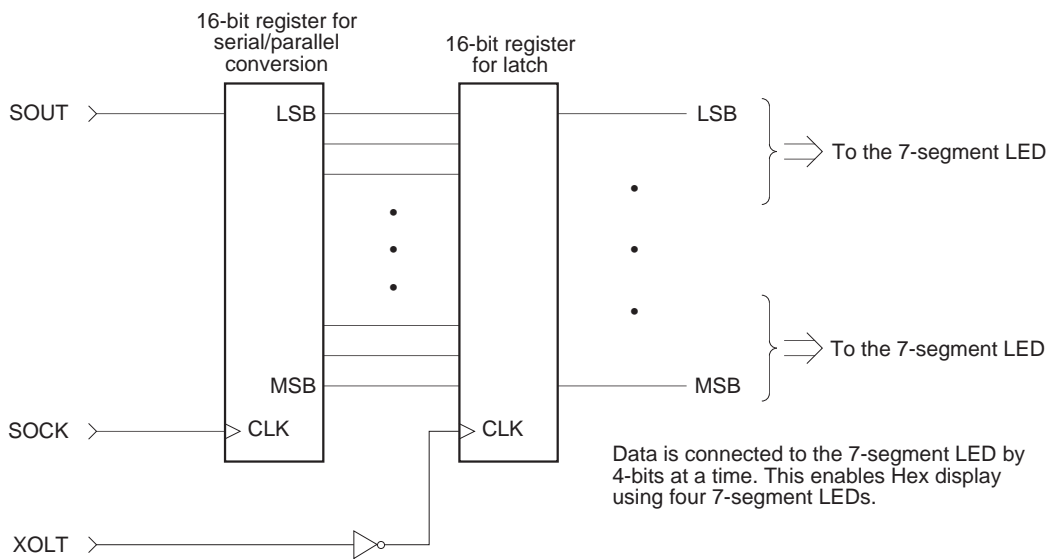 16-bit register for
serial/parallel
conversion
16-bit register
for latch
SOUT
LSB
LSB
To the 7-segment LED
To the 7-segment LED
MSB
MSB
SOCK
CLK
CLK
Data is connected to the 7-segment LED by
4-bits at a time. This enables Hex display
using four 7-segment LEDs.
XOLT